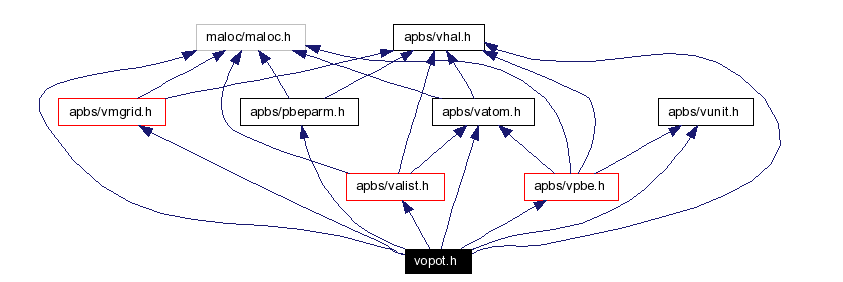 maloc/maloc.h
apbs/vhal.h
apbs/vmgrid.h
apbs/pbeparm.h
apbs/vatom.h
apbs/vunit.h
apbs/valist.h
apbs/vpbe.h
vopot.h